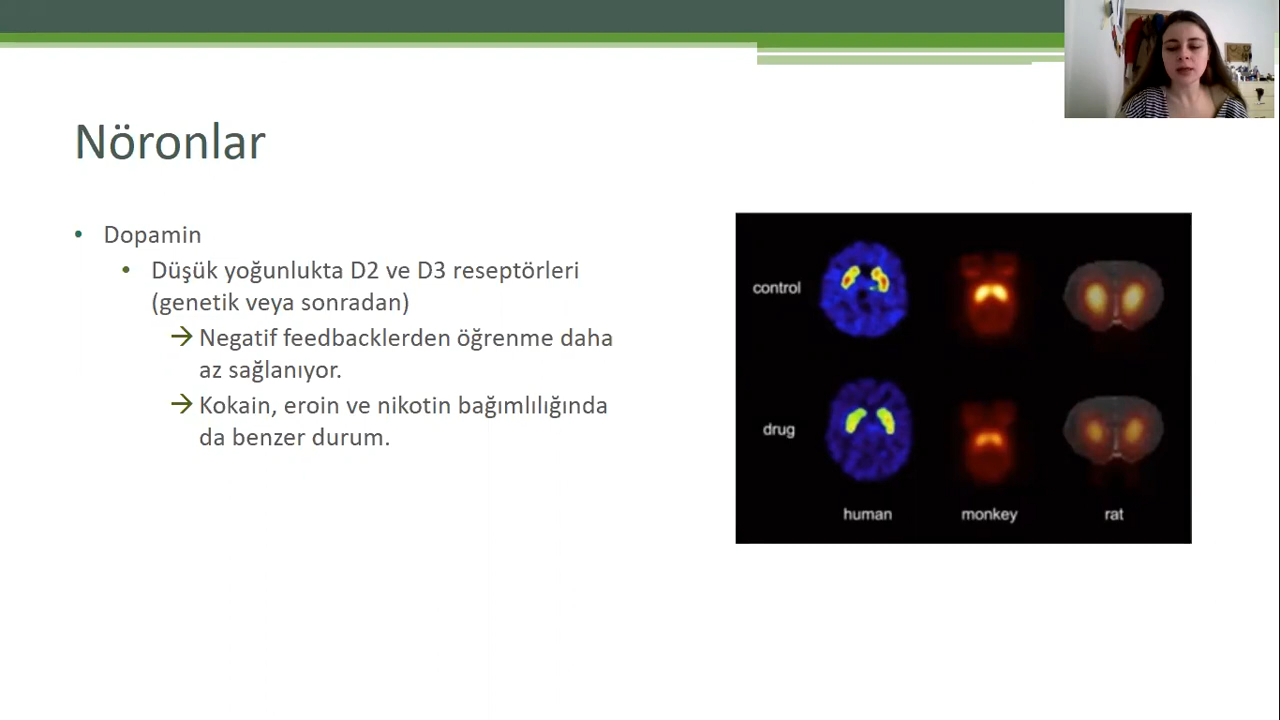 Nöronlar
• Dopamin
• Düşük yoğunlukta D2 ve D3 reseptörleri
(genetik veya sonradan)
→ Negatif feedbacklerden öğrenme daha
az sağlanıyor.
→ Kokain, eroin ve nikotin bağımlılığında
da benzer durum.
control
drug
human monkey rat